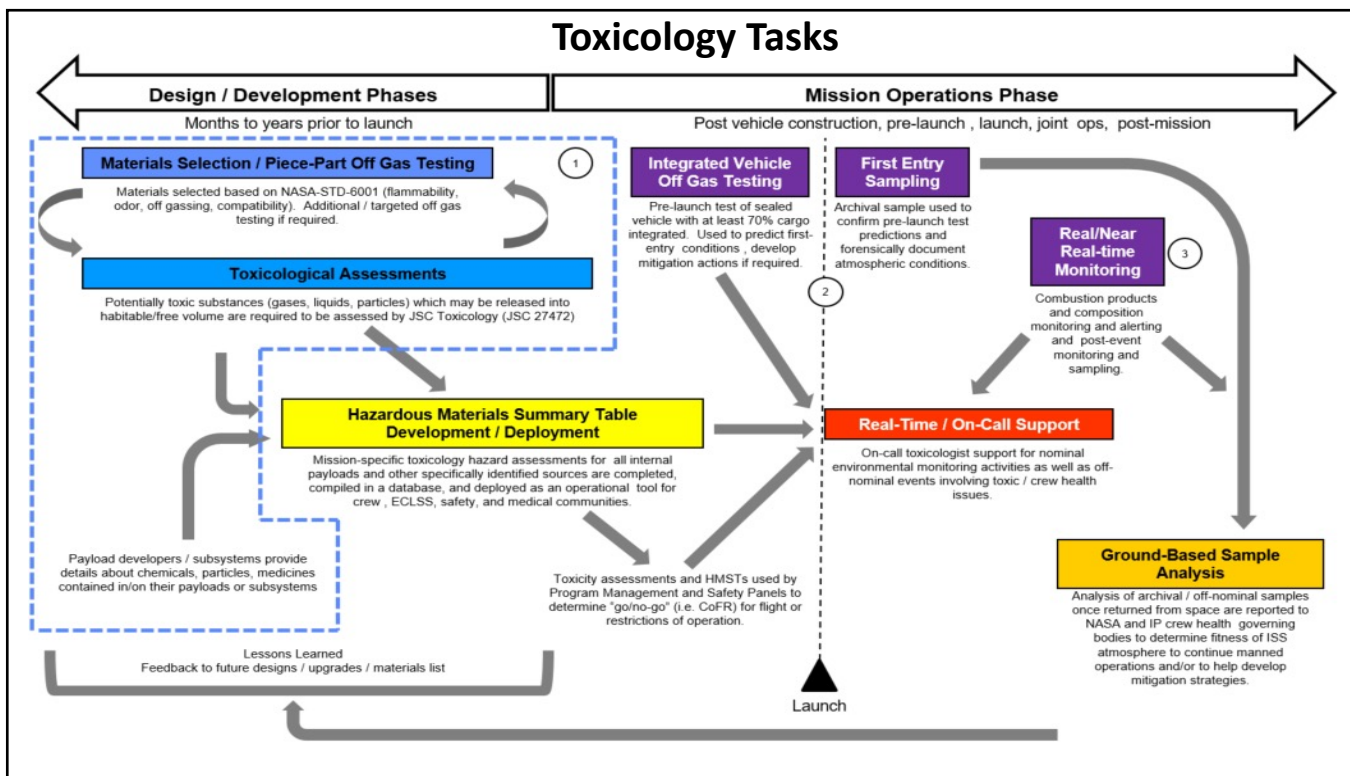 Toxicology Tasks
Design / Development Phases
Mission Operations Phase
Months to years prior to launch
Post vehicle construction, pre-launch , launch, joint ops, post-mission
Materials Selection / Piece-Part Off Gas Testing
1
Materials selected based on NASA-STD-6001 (flammability,
odor, off gassing, compatibility). Additional / targeted off gas
testing if required.
Toxicological Assessments
Potentially toxic substances (gases, liquids, particles) which may be released into
habitable/free volume are required to be assessed by JSC Toxicology (JSC 27472)
Integrated Vehicle
Off Gas Testing
Pre-launch test of sealed
vehicle with at least 70% cargo
integrated. Used to predict first-
entry conditions , develop
mitigation actions if required.
First Entry
Sampling
Archival sample used to
confirm pre-launch test
predictions and
forensically document
atmospheric conditions.
2
Real/Near
Real-time
Monitoring
3
Combustion products
and composition
monitoring and alerting
and post-event
monitoring and
sampling.
Hazardous Materials Summary Table
Development / Deployment
Mission-specific toxicology hazard assessments for all internal
payloads and other specifically identified sources are completed,
compiled in a database, and deployed as an operational tool for
crew , ECLSS, safety, and medical communities.
Real-Time / On-Call Support
On-call toxicologist support for nominal
environmental monitoring activities as well as off-
nominal events involving toxic / crew health
issues.
Payload developers / subsystems provide
details about chemicals, particles, medicines
contained in/on their payloads or subsystems
Toxicity assessments and HMSTs used by
Program Management and Safety Panels to
determine "go/no-go" (i.e. CoFR) for flight or
restrictions of operation.
Ground-Based Sample
Analysis
Analysis of archival / off-nominal samples
once returned from space are reported to
NASA and IP crew health governing
bodies to determine fitness of ISS
atmosphere to continue manned
operations and/or to help develop
mitigation strategies.
Lessons Learned
Feedback to future designs / upgrades / materials list
Launch